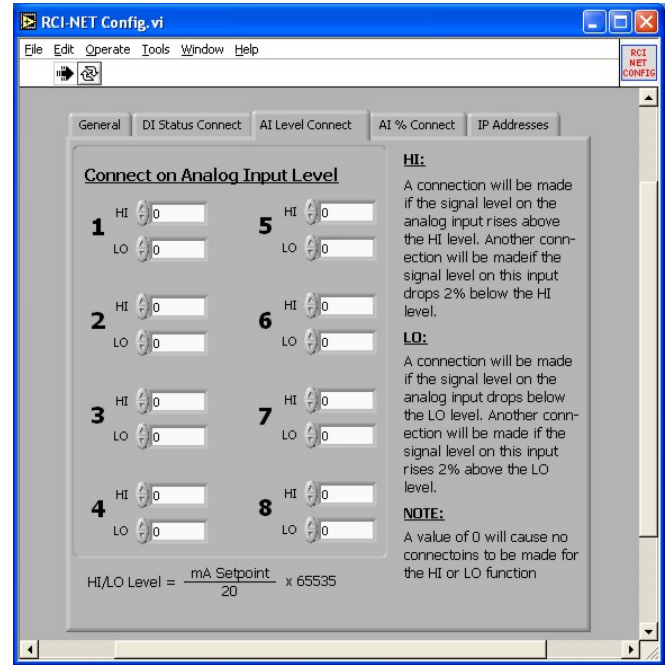 RCI-NET Config.vi
File Edit Operate Tools Window Help
RCI
NET
CONFIG
General DI Status Connect AI Level Connect AI % Connect IP Addresses
Connect on Analog Input Level
1 HI 0
LO 0
5 HI 0
LO 0
2 HI 0
LO 0
6 HI 0
LO 0
3 HI 0
LO 0
7 HI 0
LO 0
4 HI 0
LO 0
8 HI 0
LO 0
HI/LO Level = mA Setpoint
20
x 65535
HI:
A connection will be made
if the signal level on the
analog input rises above
the HI level. Another conn-
ection will be madeif the
signal level on this input
drops 2% below the HI
level.
LO:
A connection will be made
if the signal level on the
analog input drops below
the LO level. Another conn-
ection will be made if the
signal level on this input
rises 2% above the LO
level.
NOTE:
A value of 0 will cause no
connectoins to be made for
the HI or LO function